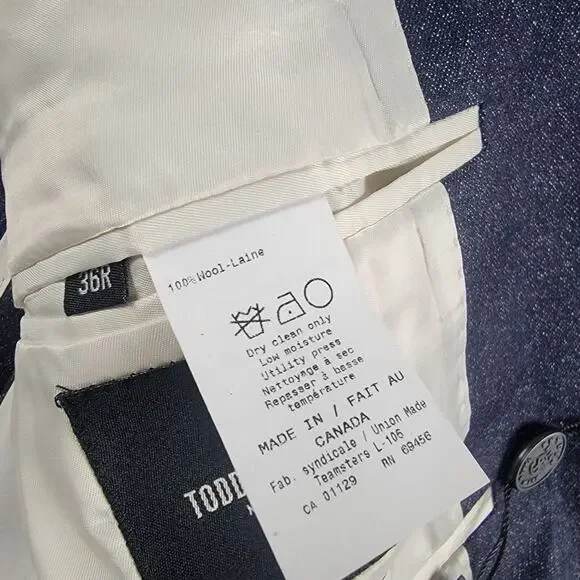 36R
100% Wool-Laine
Dry clean only
Low moisture
Utility press
Nettoyage à sec
Repasser à basse
température
MADE IN / FAIT AU
CANADA
Fab. syndicale / Union Made
Teamsters L-105
CA 01129 RN 69456
TODD